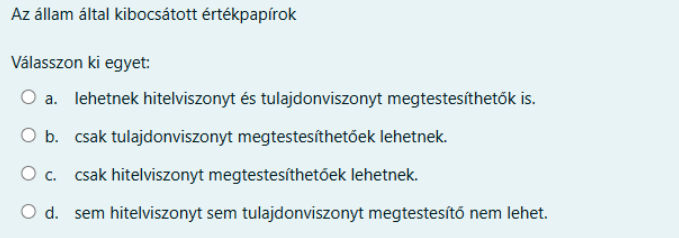 Az állam által kibocsátott értékpapírok
Válasszon ki egyet:
a. lehetnek hitelviszonyt és tulajdonviszonyt megtestesíthetők is.
b. csak tulajdonviszonyt megtestesíthetőek lehetnek.
c. csak hitelviszonyt megtestesíthetőek lehetnek.
d. sem hitelviszonyt sem tulajdonviszonyt megtestesítő nem lehet.